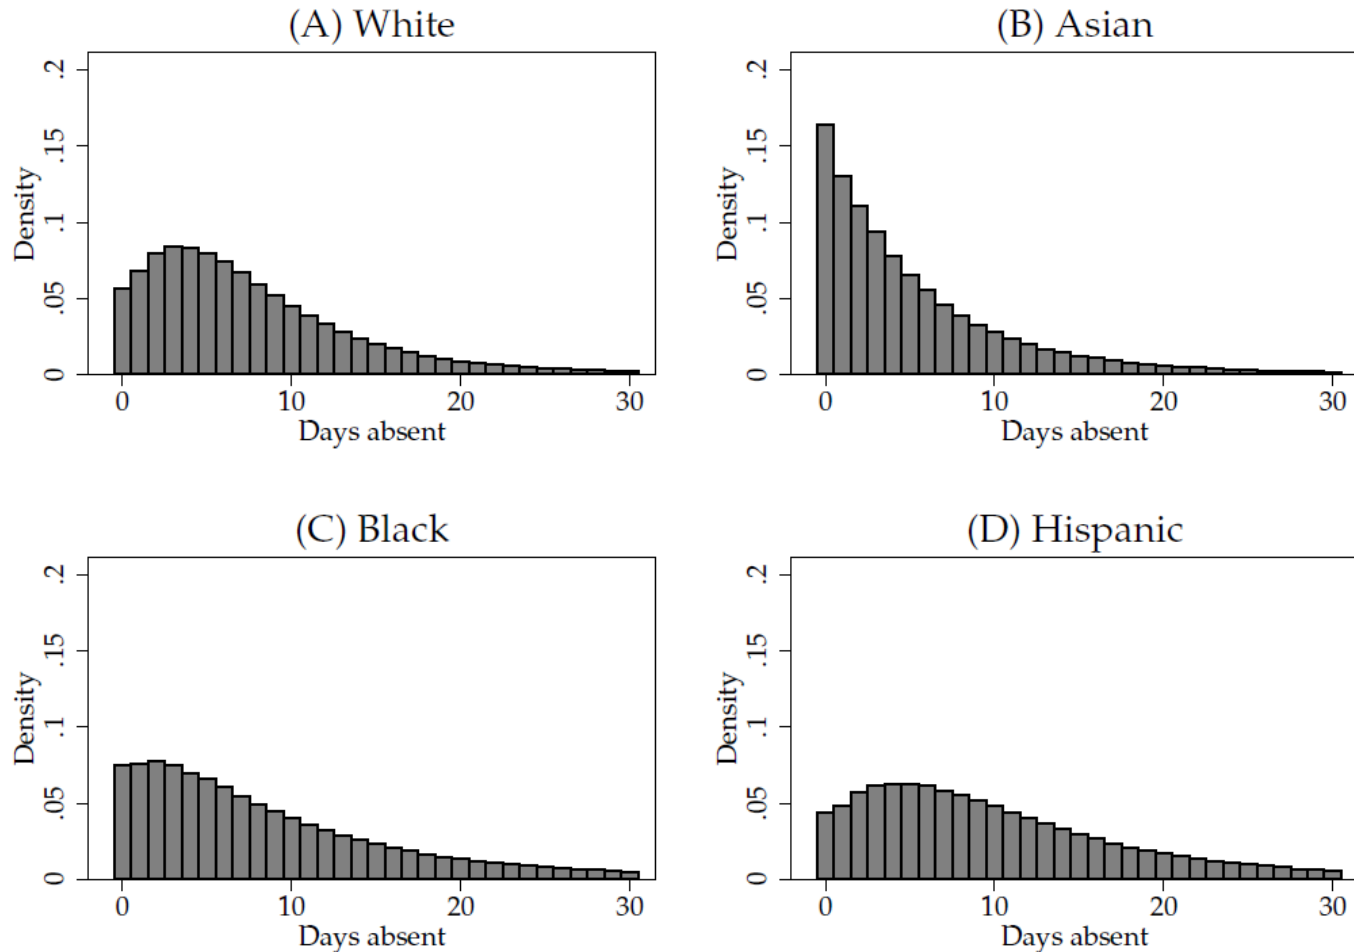 (A) White
.2
.15
.1
.05
0
Density
0 10 20 30
Days absent
(B) Asian
.2
.15
.1
.05
0
Density
0 10 20 30
Days absent
(C) Black
.2
.15
.1
.05
0
Density
0 10 20 30
Days absent
(D) Hispanic
.2
.15
.1
.05
0
Density
0 10 20 30
Days absent